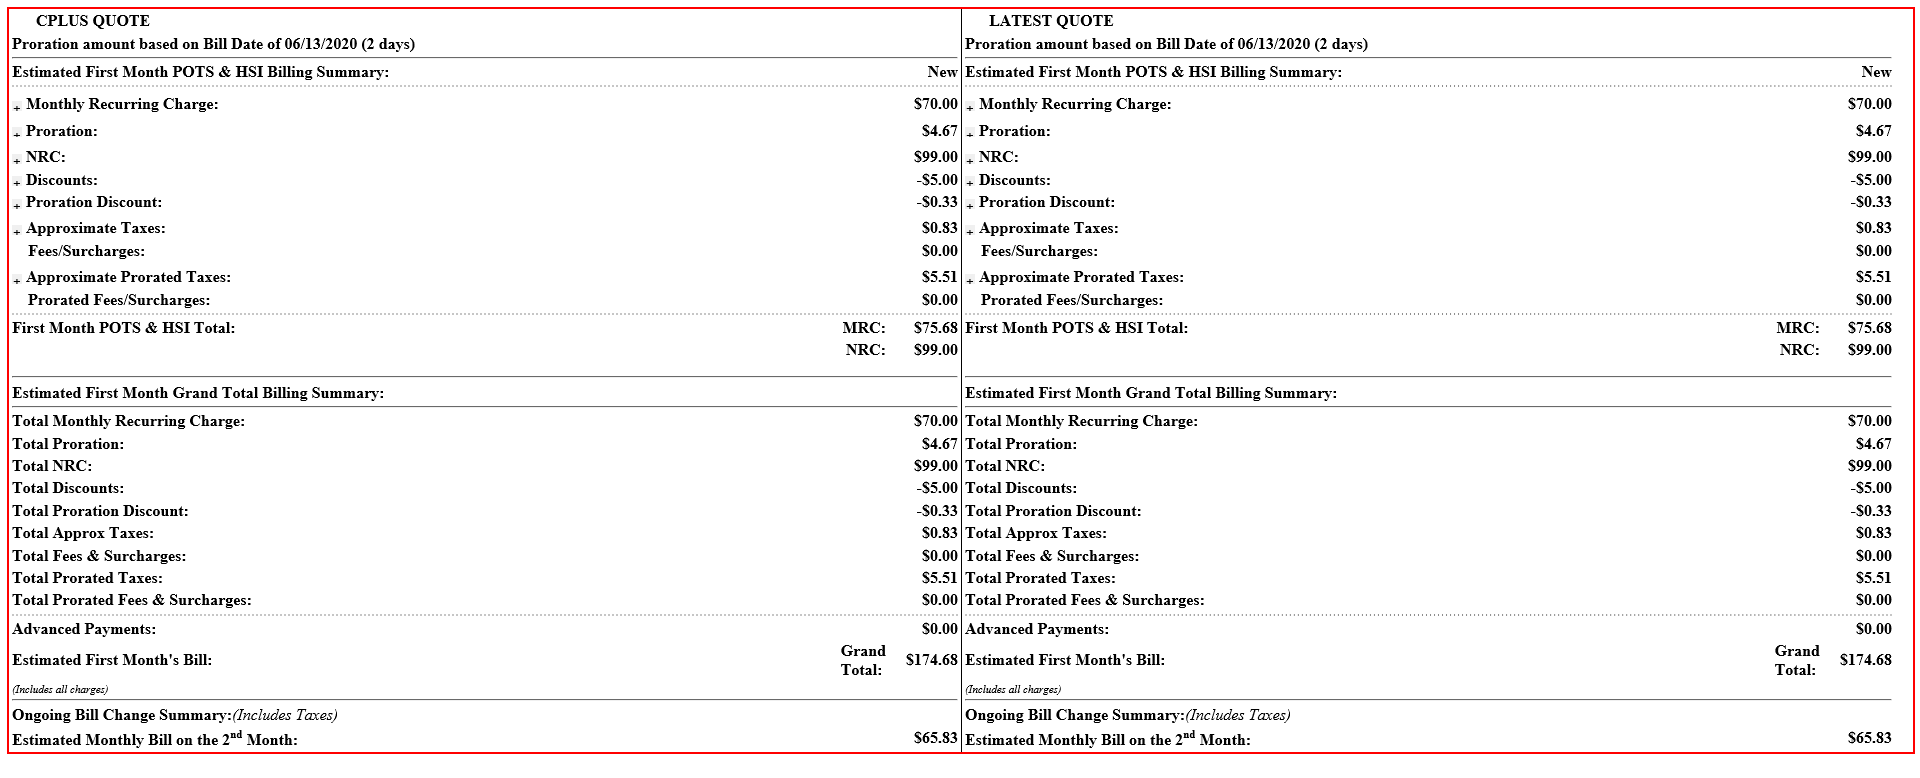 CPLUS QUOTE
Proration amount based on Bill Date of 06/13/2020 (2 days)
Estimated First Month POTS & HSI Billing Summary: New
+ Monthly Recurring Charge: $70.00
+ Proration: $4.67
+ NRC: $99.00
+ Discounts: -$5.00
+ Proration Discount: -$0.33
+ Approximate Taxes: $0.83
Fees/Surcharges: $0.00
+ Approximate Prorated Taxes: $5.51
Prorated Fees/Surcharges: $0.00
First Month POTS & HSI Total: MRC: $75.68
NRC: $99.00
Estimated First Month Grand Total Billing Summary:
Total Monthly Recurring Charge: $70.00
Total Proration: $4.67
Total NRC: $99.00
Total Discounts: -$5.00
Total Proration Discount: -$0.33
Total Approx Taxes: $0.83
Total Fees & Surcharges: $0.00
Total Prorated Taxes: $5.51
Total Prorated Fees & Surcharges: $0.00
Advanced Payments: $0.00
Estimated First Month's Bill: Grand Total: $174.68
(Includes all charges)
Ongoing Bill Change Summary:(Includes Taxes)
Estimated Monthly Bill on the 2nd Month: $65.83
LATEST QUOTE
Proration amount based on Bill Date of 06/13/2020 (2 days)
Estimated First Month POTS & HSI Billing Summary: New
+ Monthly Recurring Charge: $70.00
+ Proration: $4.67
+ NRC: $99.00
+ Discounts: -$5.00
+ Proration Discount: -$0.33
+ Approximate Taxes: $0.83
Fees/Surcharges: $0.00
+ Approximate Prorated Taxes: $5.51
Prorated Fees/Surcharges: $0.00
First Month POTS & HSI Total: MRC: $75.68
NRC: $99.00
Estimated First Month Grand Total Billing Summary:
Total Monthly Recurring Charge: $70.00
Total Proration: $4.67
Total NRC: $99.00
Total Discounts: -$5.00
Total Proration Discount: -$0.33
Total Approx Taxes: $0.83
Total Fees & Surcharges: $0.00
Total Prorated Taxes: $5.51
Total Prorated Fees & Surcharges: $0.00
Advanced Payments: $0.00
Estimated First Month's Bill: Grand Total: $174.68
(Includes all charges)
Ongoing Bill Change Summary:(Includes Taxes)
Estimated Monthly Bill on the 2nd Month: $65.83